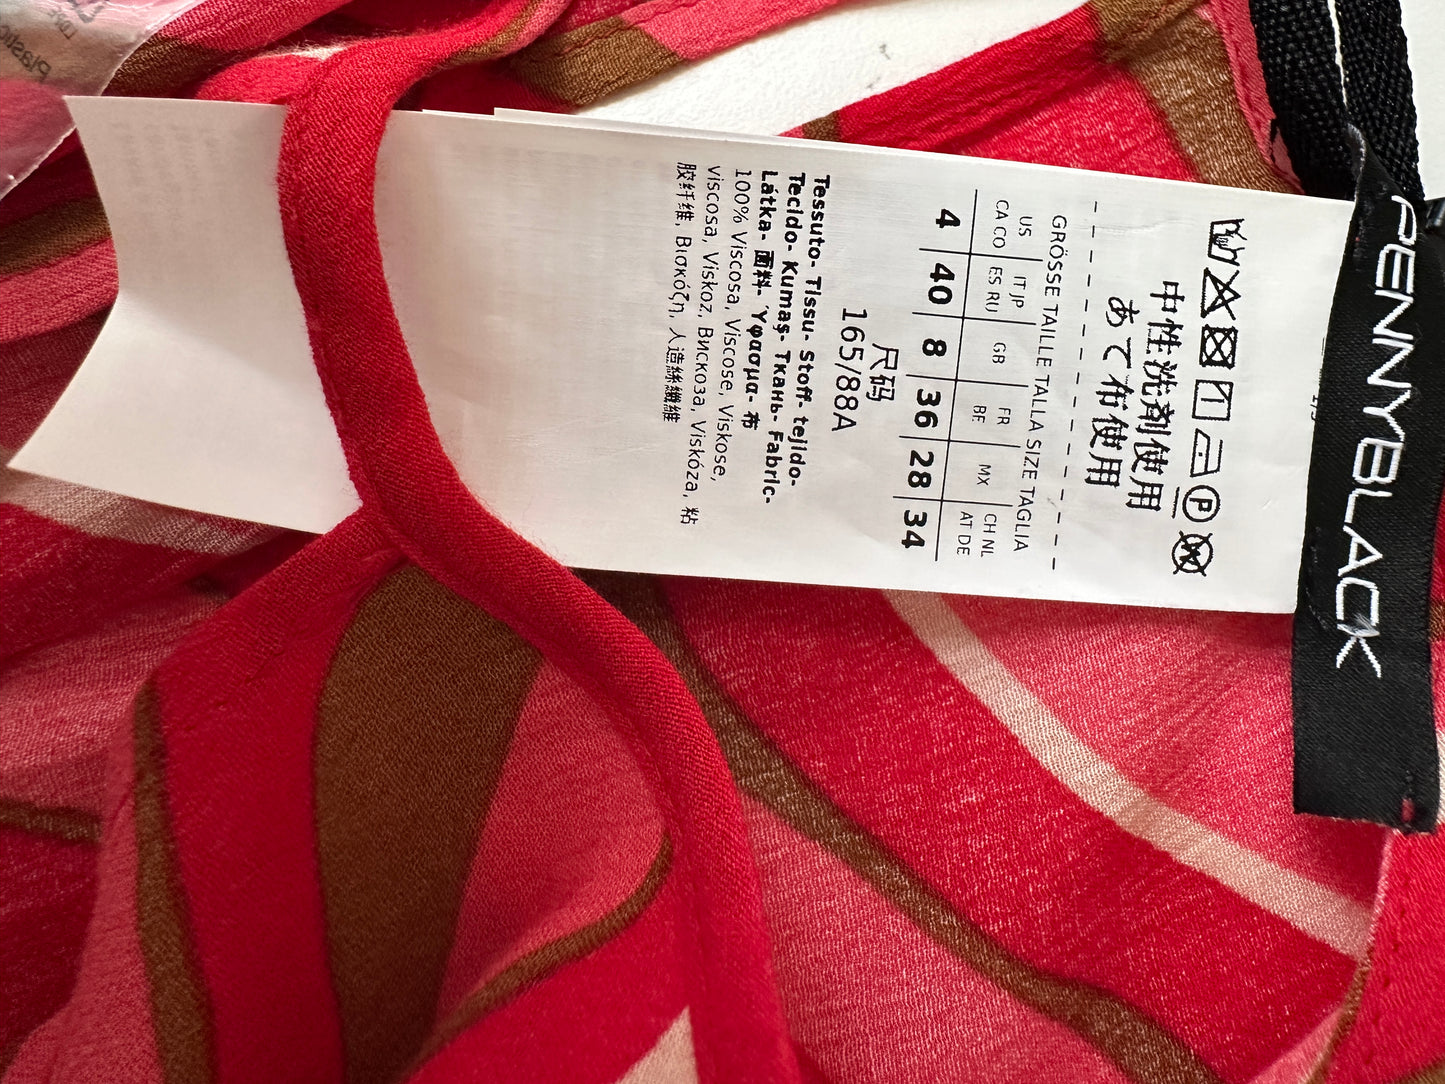 PENNYBLACK
中性洗剤使用
あて布使用
GRÖSSE TAILLE TALLA SIZE TAGLIA
US IT JP GB FR MX CH NL
CA CO ES RU BE AT DE
4 40 8 36 28 34
尺码
165/88A
Tessuto- Tissu- Stoff- tejido-
Tecido- Kumaş- Ткань- Fabric-
Látka- 面料- Ύφασμα- 布
100% Viscosa, Viscose, Viskose,
viscosa, Viskoz, Вискоза, Viskóza, 粘
胶纤维, Βισκόζη, 人造絲纖維